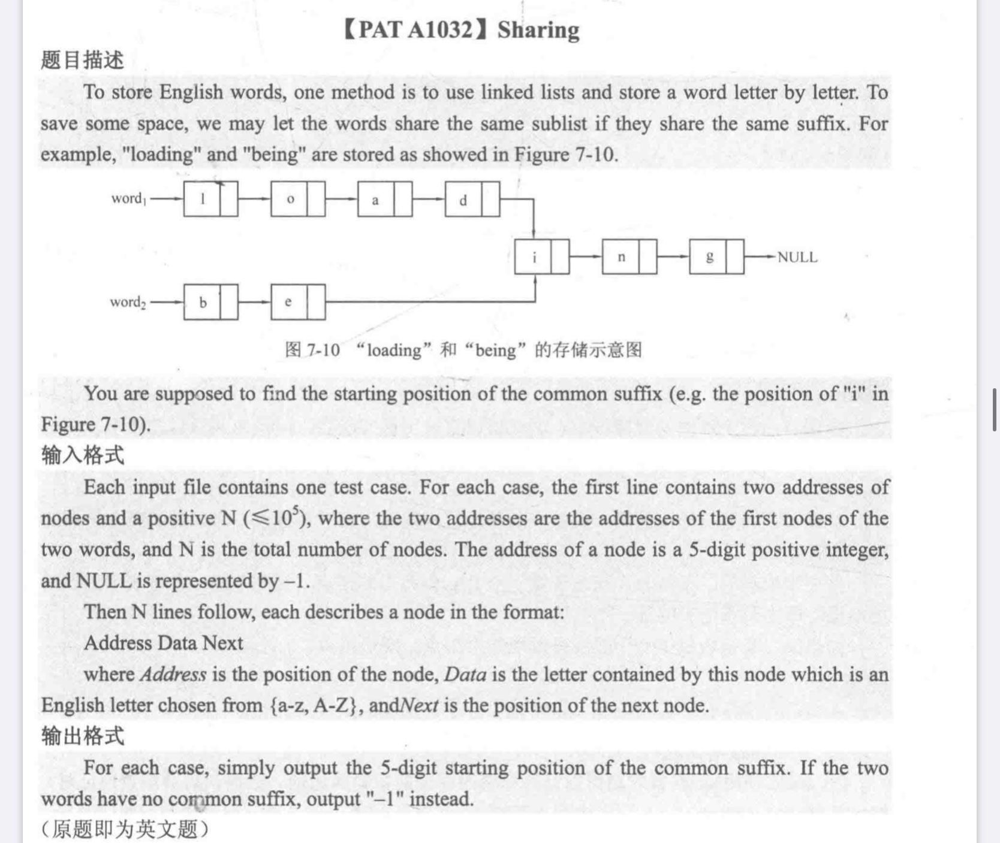 【PAT A1032】Sharing
题目描述
To store English words, one method is to use linked lists and store a word letter by letter. To
save some space, we may let the words share the same sublist if they share the same suffix. For
example, "loading" and "being" are stored as showed in Figure 7-10.
word₁ l o a d
i n g NULL
word₂ b e
图 7-10 “loading” 和 “being” 的存储示意图
You are supposed to find the starting position of the common suffix (e.g. the position of "i" in
Figure 7-10).
输入格式
Each input file contains one test case. For each case, the first line contains two addresses of
nodes and a positive N (≤10⁵), where the two addresses are the addresses of the first nodes of the
two words, and N is the total number of nodes. The address of a node is a 5-digit positive integer,
and NULL is represented by –1.
Then N lines follow, each describes a node in the format:
Address Data Next
where Address is the position of the node, Data is the letter contained by this node which is an
English letter chosen from {a-z, A-Z}, andNext is the position of the next node.
输出格式
For each case, simply output the 5-digit starting position of the common suffix. If the two
words have no common suffix, output "–1" instead.
（原题即为英文题）